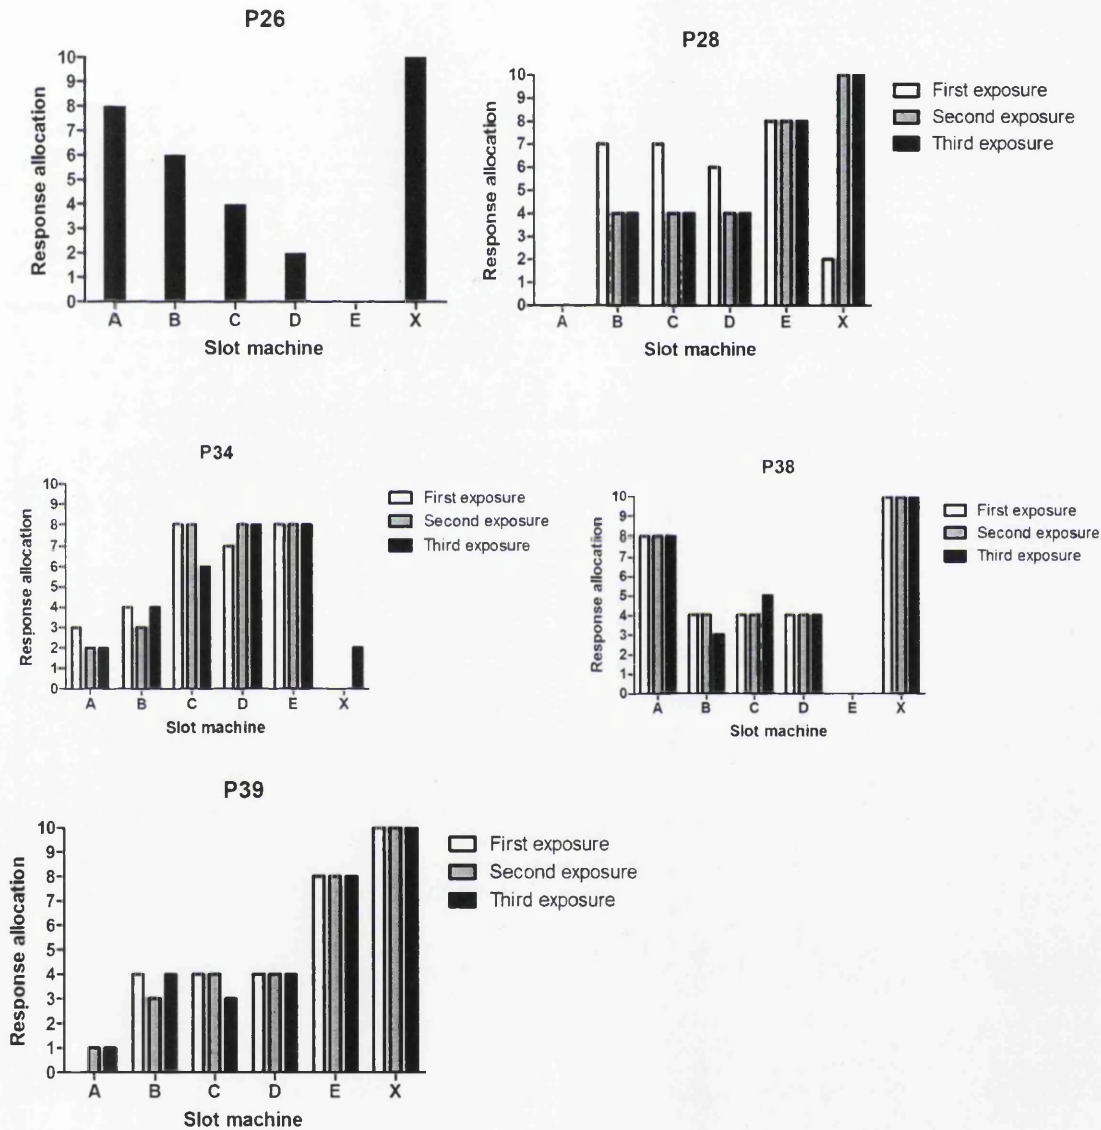 P26
10
9
8
7
6
5
4
3
2
1
0
Response allocation
A B C D E X
Slot machine
P28
10
9
8
7
6
5
4
3
2
1
0
Response allocation
A B C D E X
Slot machine
First exposure
Second exposure
Third exposure
P34
10
9
8
7
6
5
4
3
2
1
0
Response allocation
A B C D E X
Slot machine
First exposure
Second exposure
Third exposure
P38
10
9
8
7
6
5
4
3
2
1
0
Response allocation
A B C D E X
Slot machine
First exposure
Second exposure
Third exposure
P39
10
9
8
7
6
5
4
3
2
1
0
Response allocation
A B C D E X
Slot machine
First exposure
Second exposure
Third exposure